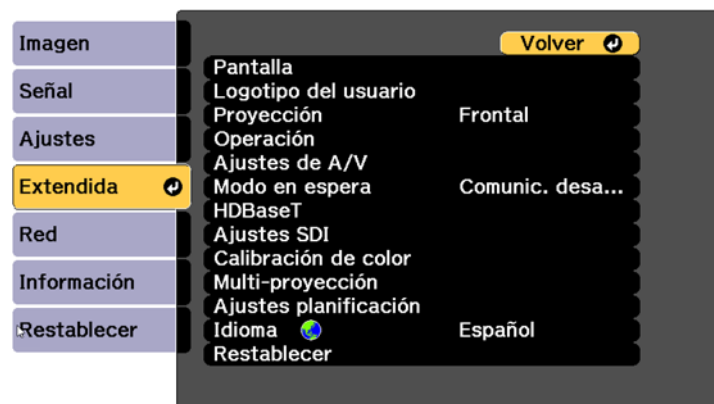 Imagen
Señal
Ajustes
Extendida
Red
Información
Restablecer
Volver
Pantalla
Logotipo del usuario
Proyección Frontal
Operación
Ajustes de A/V
Modo en espera Comunic. desa...
HDBaseT
Ajustes SDI
Calibración de color
Multi-proyección
Ajustes planificación
Idioma Español
Restablecer